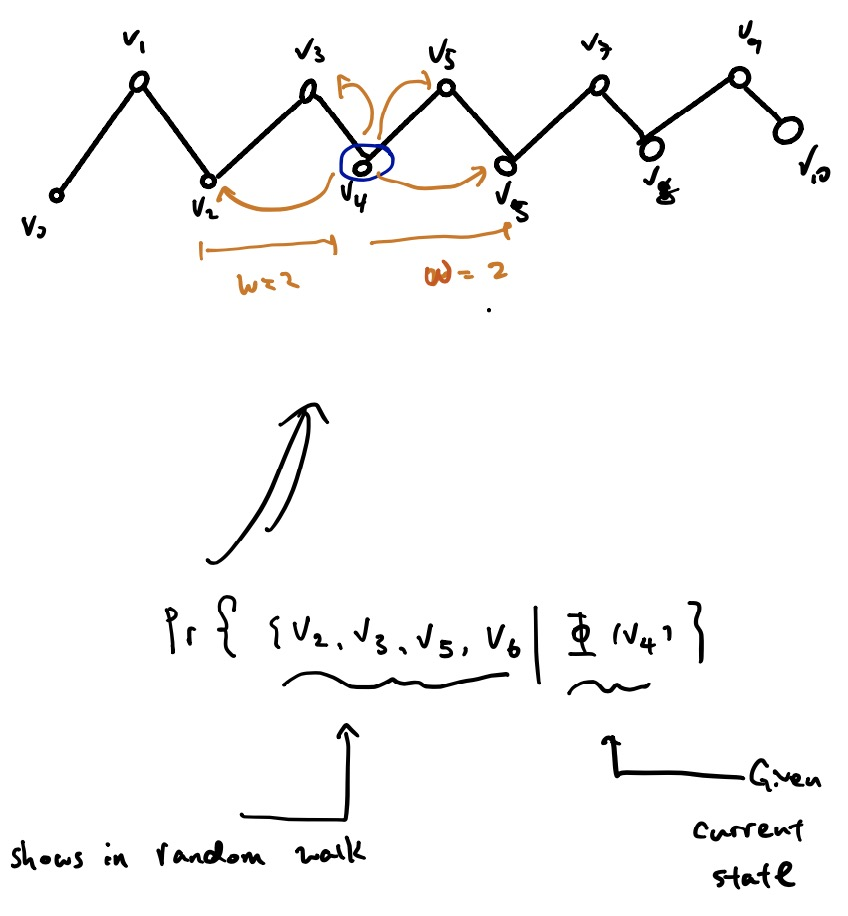 V1 V3 V5 V7 V9
V0 V2 V4 V5 V8 V10
w=2 w=2
Pr { { V2, V3, V5, V6 | Φ (V4) }
Given
current
shows in random walk
state